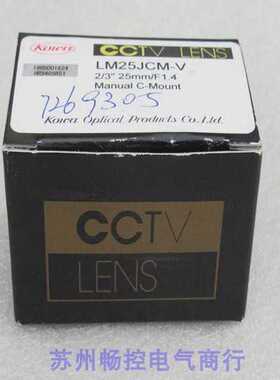 Kowa
CCTV LENS
LM25JCM-V
2/3" 25mm/F1.4
Manual C-Mount
7269305
Kowa Optical Products Co.Ltd.
CCTV
LENS
苏州畅控电气商行